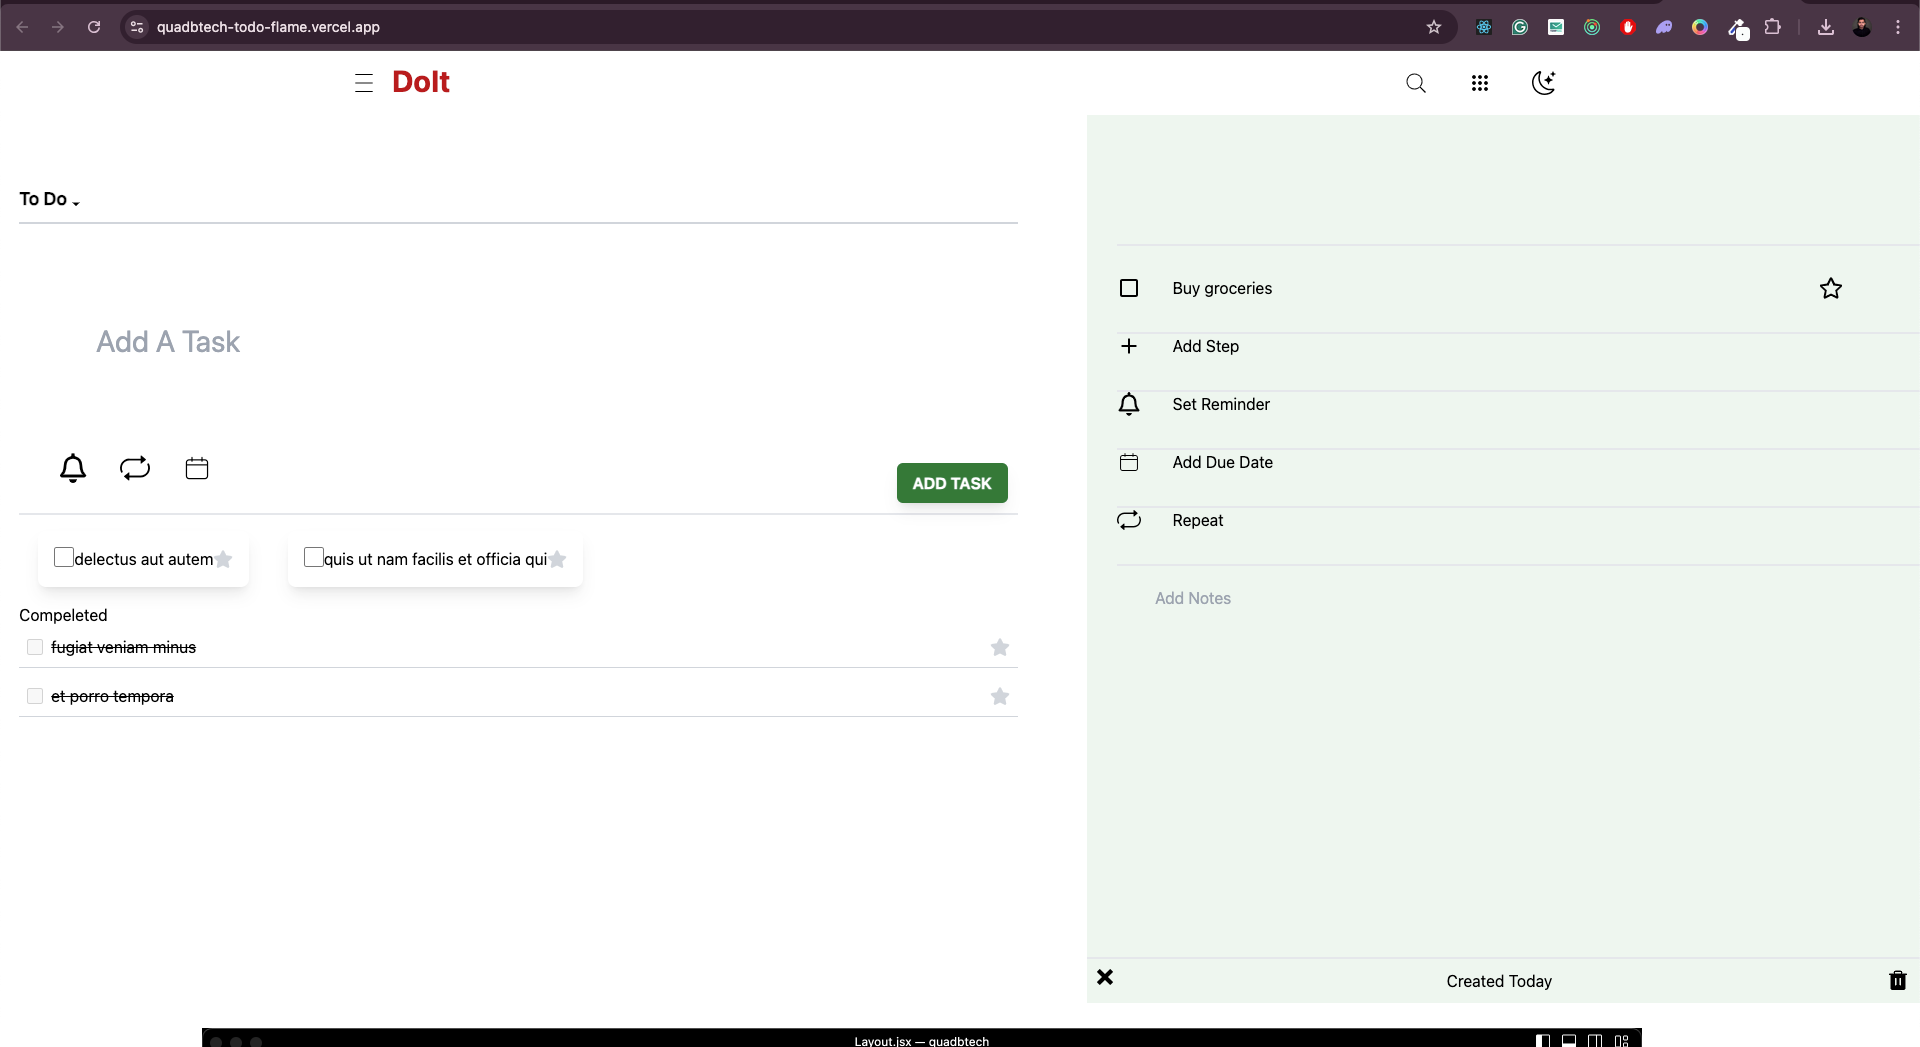 quadbtech-todo-flame.vercel.app
DoIt
To Do
Add A Task
ADD TASK
delectus aut autem
quis ut nam facilis et officia qui
Compeleted
fugiat veniam minus
et porro tempora
Buy groceries
Add Step
Set Reminder
Add Due Date
Repeat
Add Notes
Created Today
Layout.jsx — quadbtech